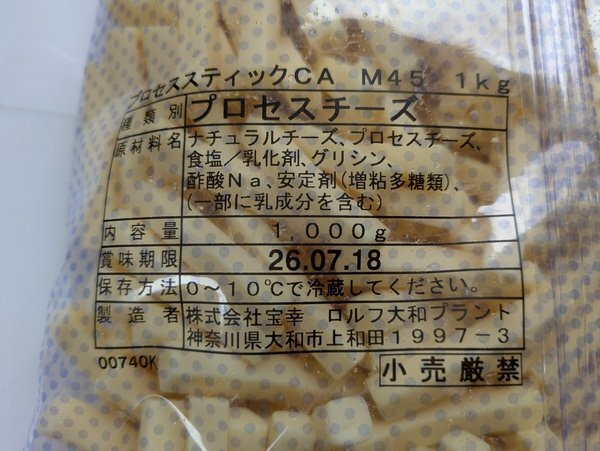 プロセススティックCA M45 1kg
種類別 プロセスチーズ
原材料名 ナチュラルチーズ、プロセスチーズ、
食塩／乳化剤、グリシン、
酢酸Na、安定剤(増粘多糖類)、
(一部に乳成分を含む)
内容量 1,000g
賞味期限 26.07.18
保存方法 0～10℃で冷蔵してください。
製造者 株式会社宝幸 ロルフ大和プラント
神奈川県大和市上和田1997-3
00740K 小売厳禁